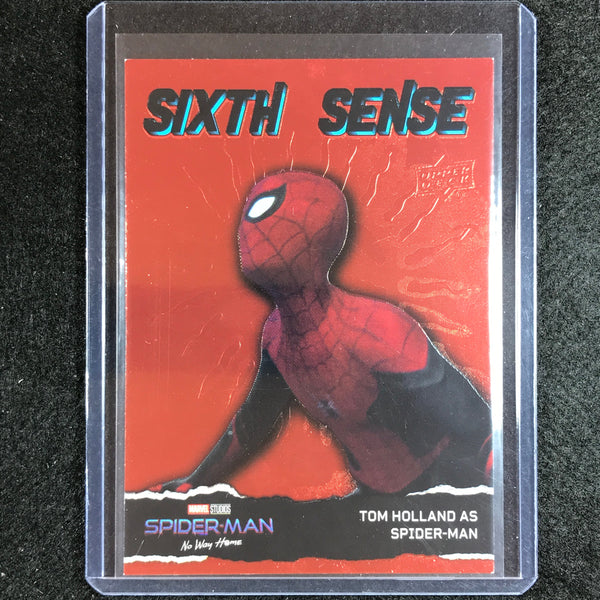 SIXTH SENSE
UPPER DECK
MARVEL STUDIOS
SPIDER-MAN
No Way Home
TOM HOLLAND AS
SPIDER-MAN